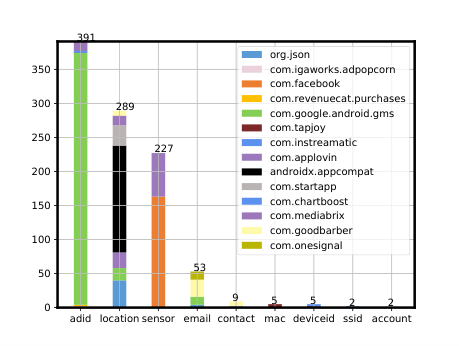 391
289
227
53
9
5
5
2
2
350
300
250
200
150
100
50
0
org.json
com.igaworks.adpopcorn
com.facebook
com.revenuecat.purchases
com.google.android.gms
com.tapjoy
com.instreamatic
com.applovin
androidx.appcompat
com.startapp
com.chartboost
com.mediabrix
com.goodbarber
com.onesignal
adid location sensor email contact mac deviceid ssid account